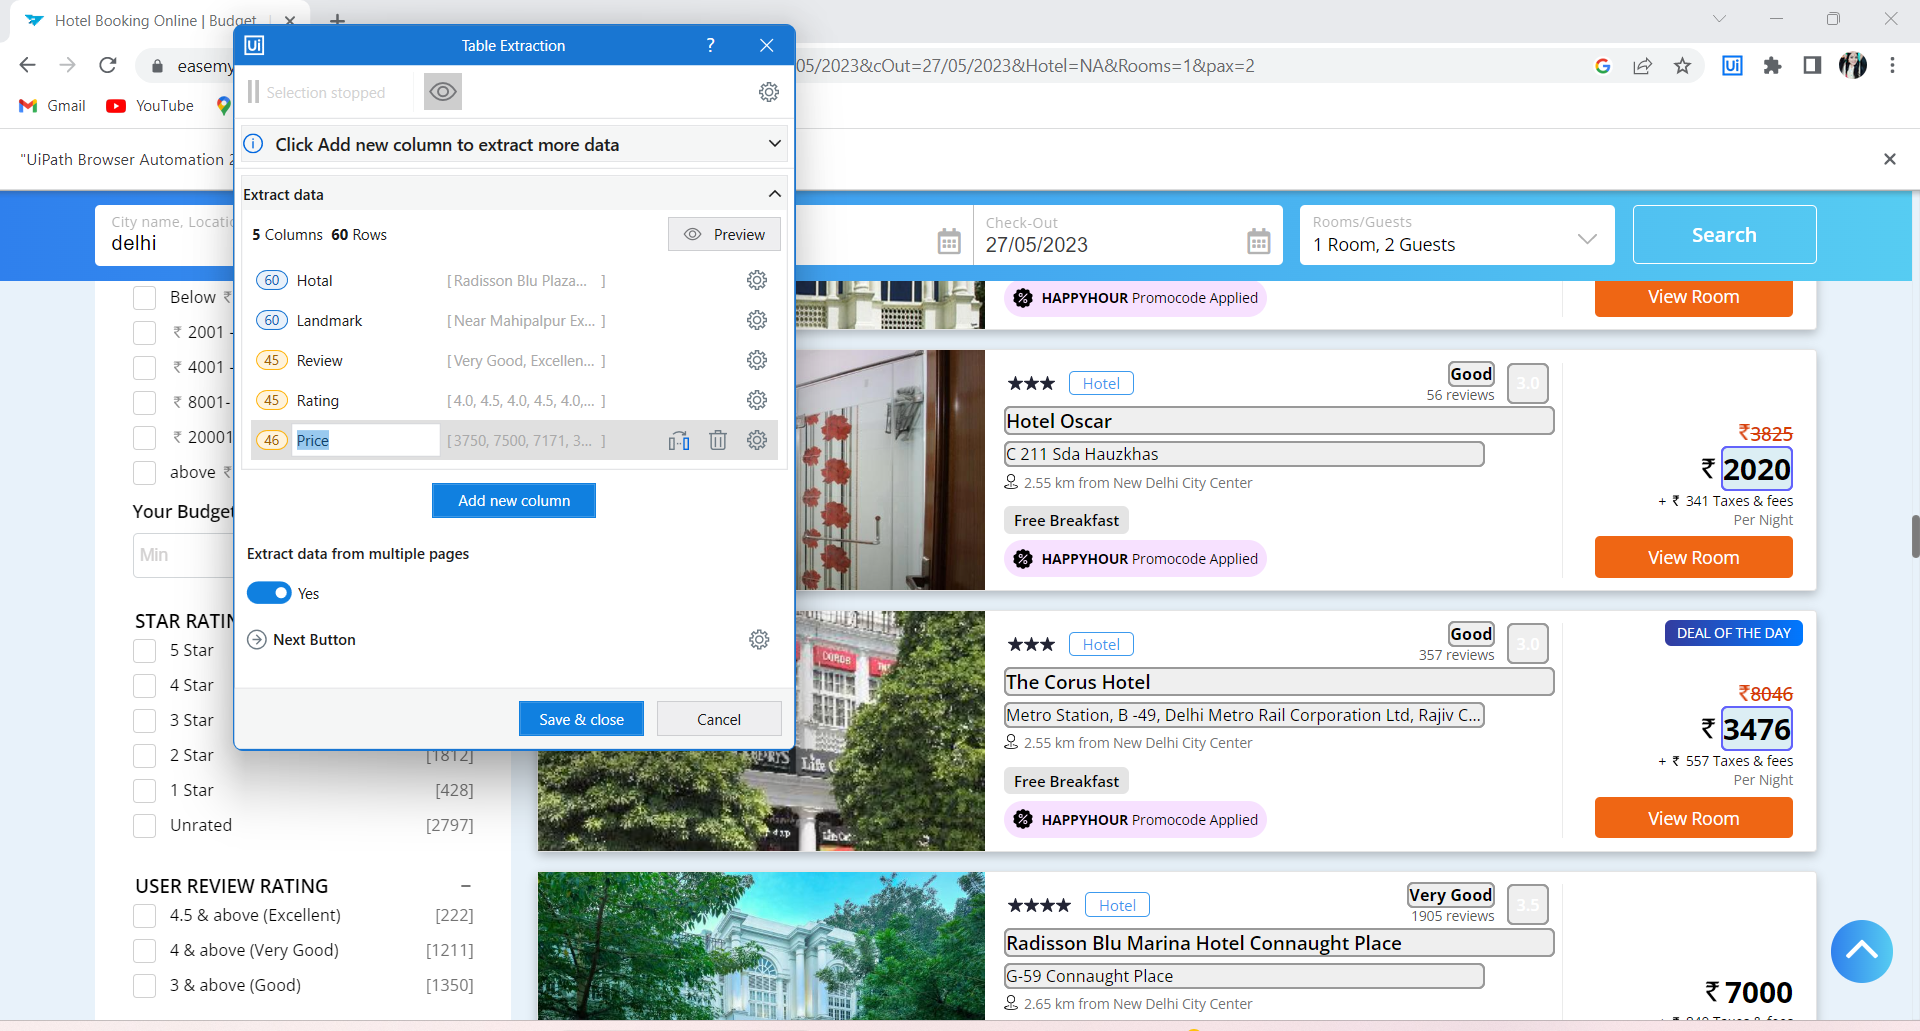 Hotel Booking Online | Budget
easemy
05/2023&cOut=27/05/2023&Hotel=NA&Rooms=1&pax=2
Gmail
YouTube
"UiPath Browser Automation 2
Ui
Table Extraction
?
Selection stopped
Click Add new column to extract more data
Extract data
5 Columns 60 Rows
Preview
60 Hotal [ Radisson Blu Plaza... ]
60 Landmark [ Near Mahipalpur Ex... ]
45 Review [ Very Good, Excellen... ]
45 Rating [ 4.0, 4.5, 4.0, 4.5, 4.0,... ]
46 Price [ 3750, 7500, 7171, 3... ]
Add new column
Extract data from multiple pages
Yes
Next Button
Save & close
Cancel
City name, Locatio
delhi
Check-Out
27/05/2023
Rooms/Guests
1 Room, 2 Guests
Search
Below ₹
₹ 2001 -
₹ 4001 -
₹ 8001-
₹ 20001
above ₹
Your Budget
Min
STAR RATIN
5 Star
4 Star
3 Star
2 Star [1812]
1 Star [428]
Unrated [2797]
USER REVIEW RATING −
4.5 & above (Excellent) [222]
4 & above (Very Good) [1211]
3 & above (Good) [1350]
HAPPYHOUR Promocode Applied
View Room
Hotel
Good
56 reviews
3.0
Hotel Oscar
C 211 Sda Hauzkhas
2.55 km from New Delhi City Center
Free Breakfast
HAPPYHOUR Promocode Applied
₹3825
₹ 2020
+ ₹ 341 Taxes & fees
Per Night
View Room
Hotel
Good
357 reviews
3.0
DEAL OF THE DAY
The Corus Hotel
Metro Station, B -49, Delhi Metro Rail Corporation Ltd, Rajiv C...
2.55 km from New Delhi City Center
Free Breakfast
HAPPYHOUR Promocode Applied
₹8046
₹ 3476
+ ₹ 557 Taxes & fees
Per Night
View Room
Hotel
Very Good
1905 reviews
3.5
Radisson Blu Marina Hotel Connaught Place
G-59 Connaught Place
2.65 km from New Delhi City Center
₹ 7000